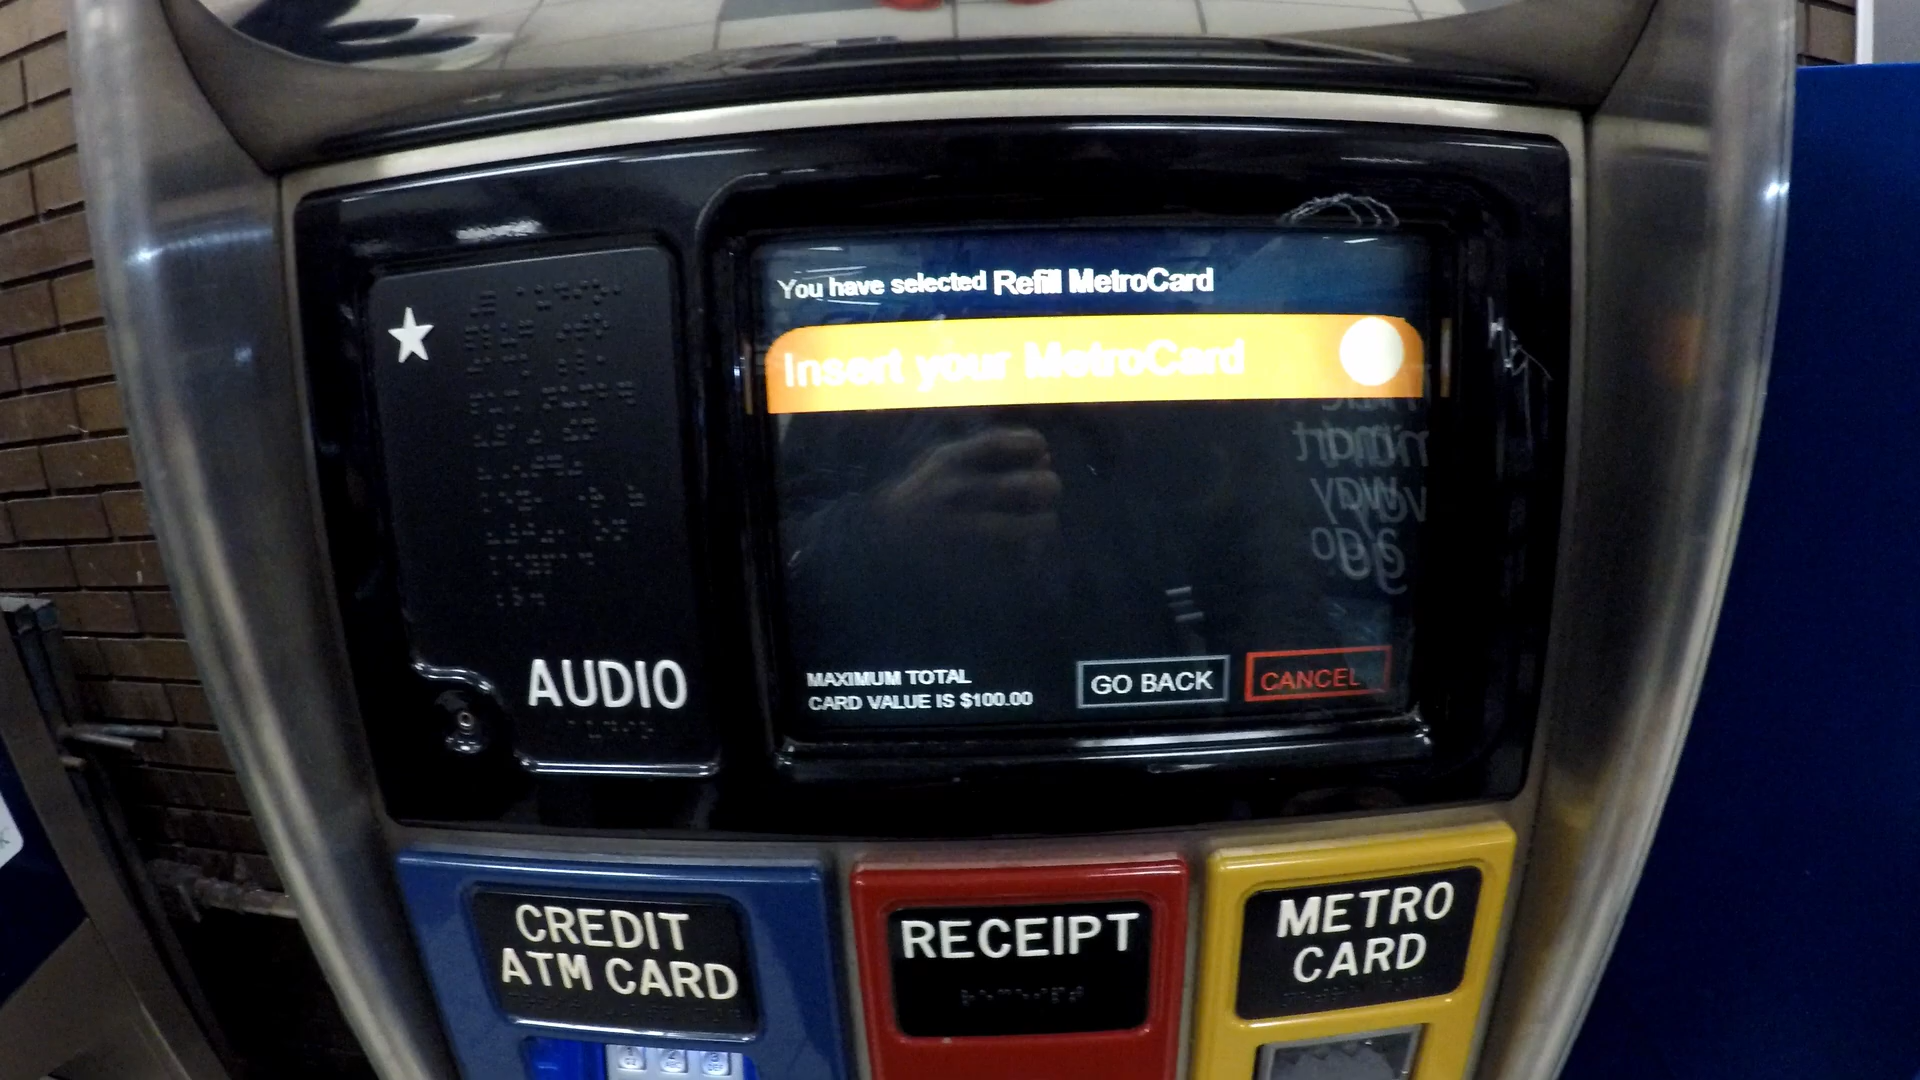 You have selected Refill MetroCard
Insert your MetroCard
MAXIMUM TOTAL
CARD VALUE IS $100.00
GO BACK
CANCEL
AUDIO
CREDIT
ATM CARD
RECEIPT
METRO
CARD